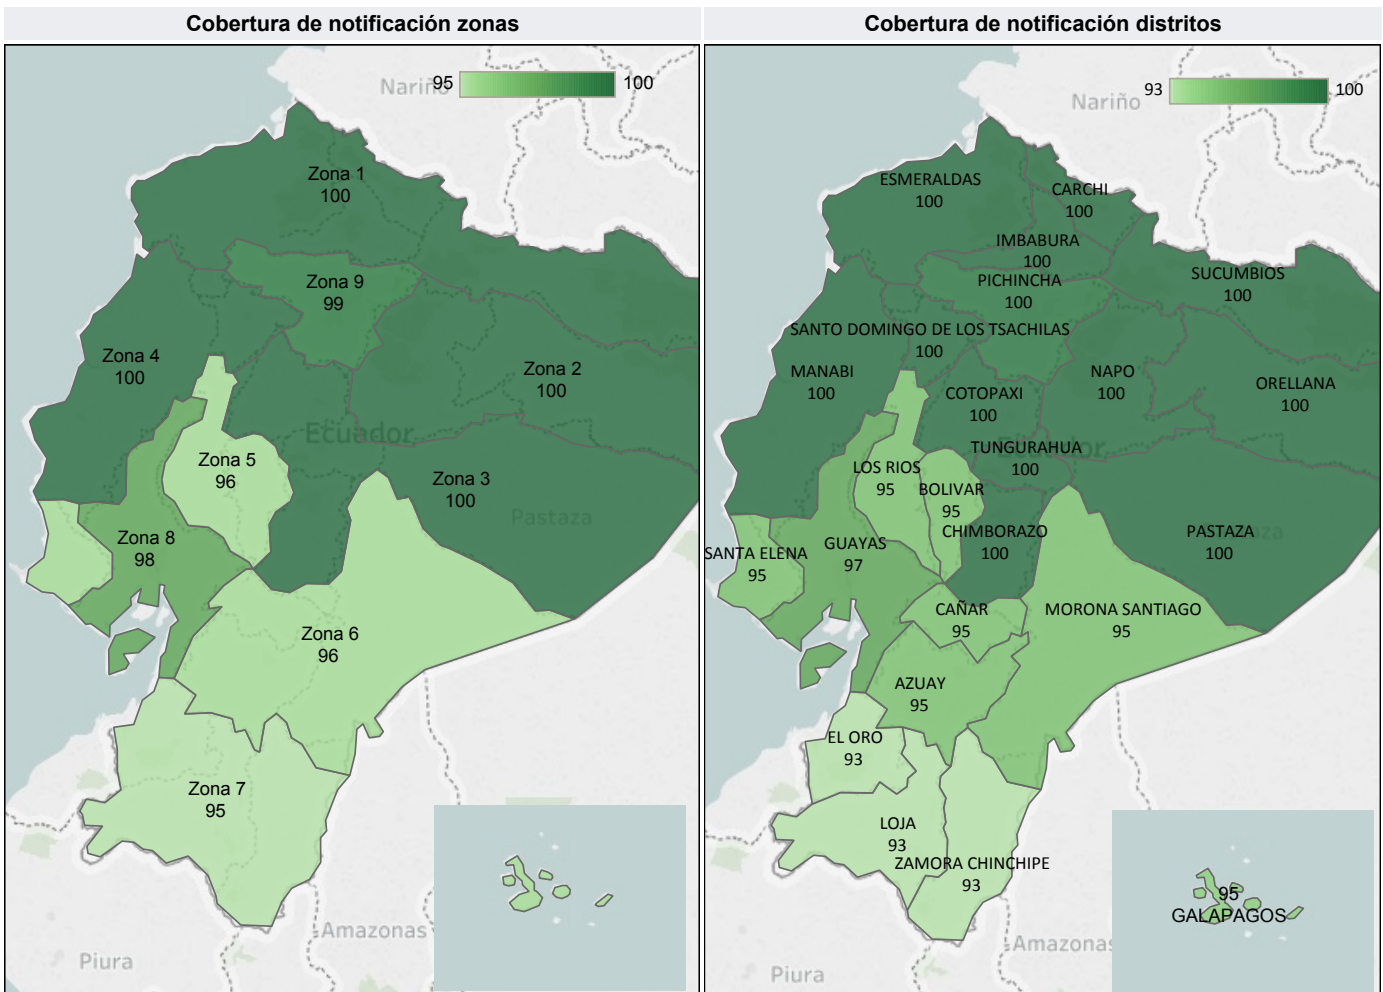 Cobertura de notificación zonas
Nariño
95
100
Zona 1
100
Zona 9
99
Zona 4
100
Zona 2
100
Ecuador
Zona 5
96
Zona 3
100
Pastaza
Zona 8
98
Zona 6
96
Zona 7
95
Amazonas
Piura
Cobertura de notificación distritos
93
100
Nariño
ESMERALDAS
100
CARCHI
100
IMBABURA
100
SUCUMBIOS
100
PICHINCHA
100
SANTO DOMINGO DE LOS TSACHILAS
100
MANABI
100
NAPO
100
ORELLANA
100
COTOPAXI
100
TUNGURAHUA
100
Ecuador
LOS RIOS
95
BOLIVAR
95
CHIMBORAZO
100
PASTAZA
100
SANTA ELENA
95
GUAYAS
97
CAÑAR
95
MORONA SANTIAGO
95
AZUAY
95
EL ORO
93
LOJA
93
ZAMORA CHINCHIPE
93
95
GALAPAGOS
Amazonas
Piura